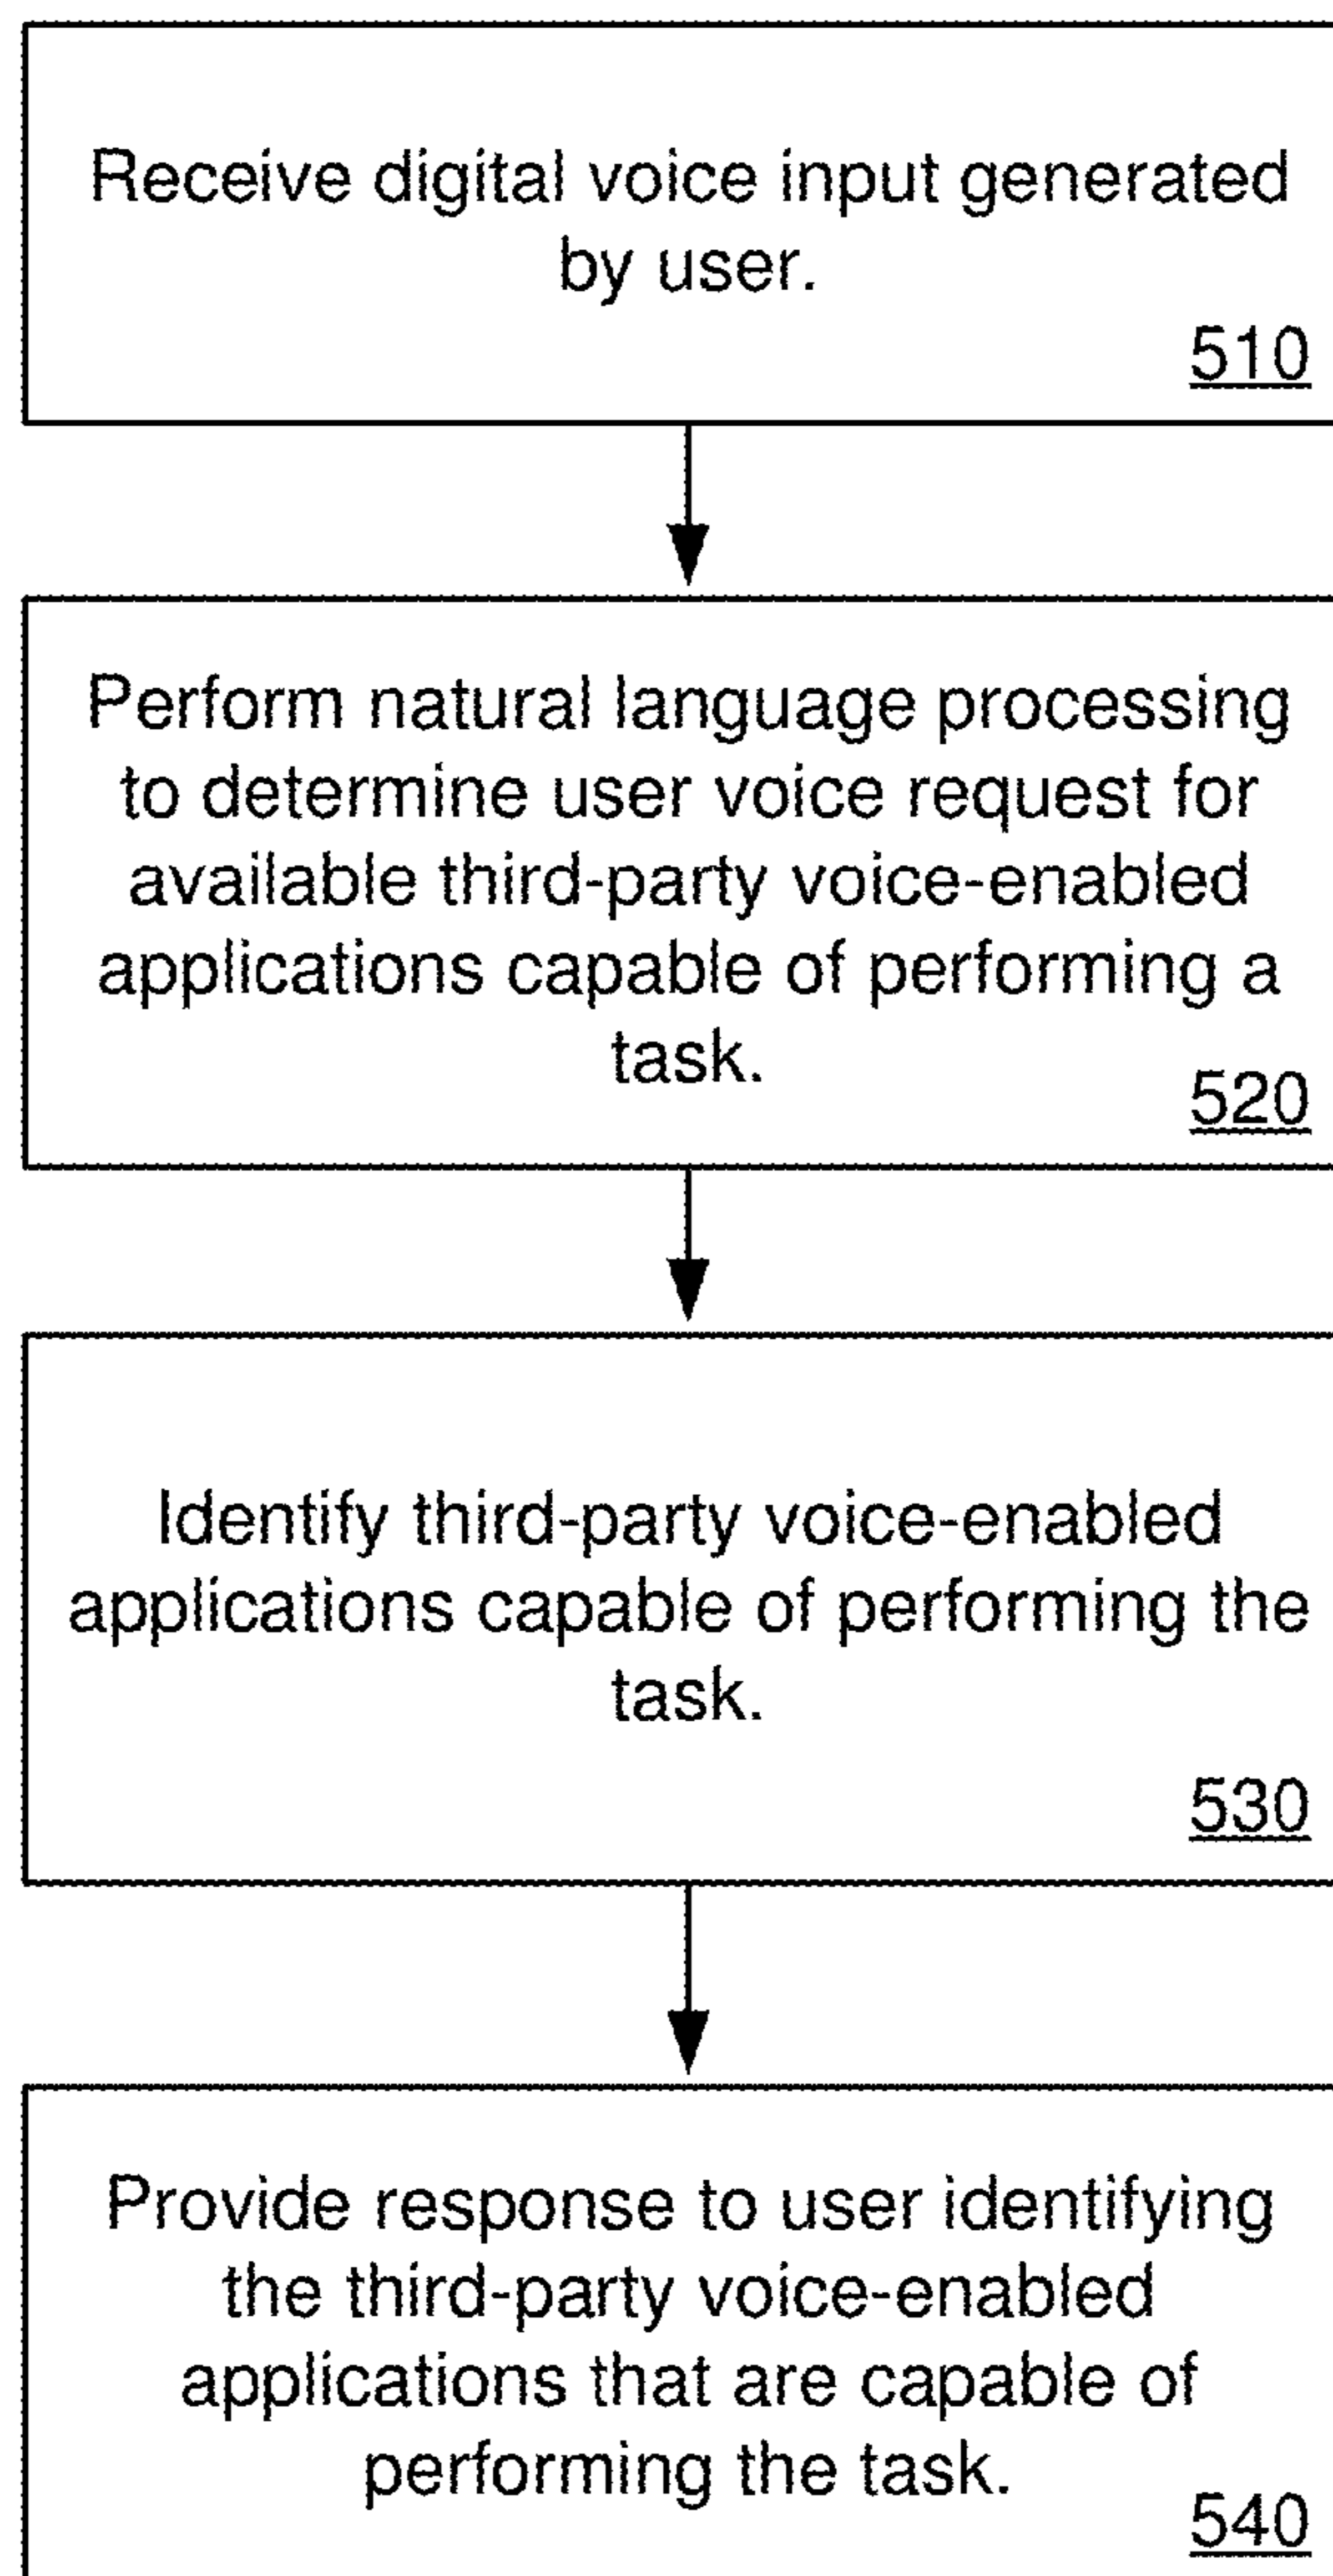 Receive digital voice input generated
by user.
510
Perform natural language processing
to determine user voice request for
available third-party voice-enabled
applications capable of performing a
task.
520
Identify third-party voice-enabled
applications capable of performing the
task.
530
Provide response to user identifying
the third-party voice-enabled
applications that are capable of
performing the task.
540